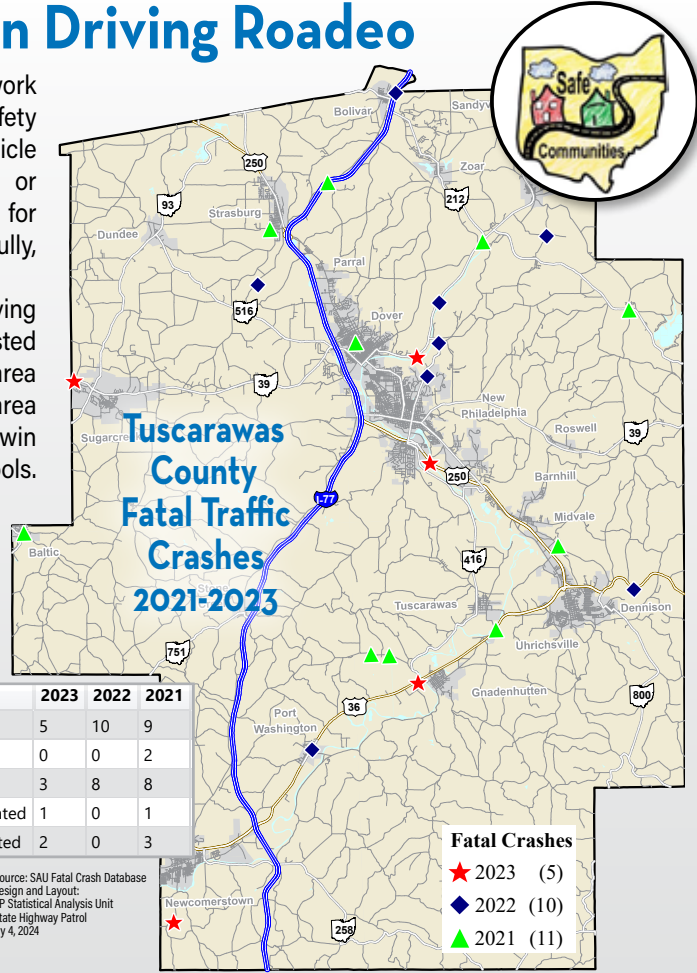 n Driving Roadeo
work
fety
icle
or
for
ully,
ving
sted
area
area
win
ools.
Safe
Communities
Bolivar
Sandyv
250
Zoar
93
212
Strasburg
Dundee
Parral
516
Dover
39
New
Philadelphia
Sugarcre
Roswell
39
Tuscarawas
County
Fatal Traffic
Crashes
2021-2023
250
Barnhill
I-77
Midvale
Baltic
416
Tuscarawas
Dennison
Uhrichsville
751
Gnadenhutten
800
36
Port
Washington
2023 2022 2021
5 10 9
0 0 2
3 8 8
ated 1 0 1
ted 2 0 3
ource: SAU Fatal Crash Database
esign and Layout:
P Statistical Analysis Unit
tate Highway Patrol
y 4, 2024
Newcomerstown
258
Fatal Crashes
2023 (5)
2022 (10)
2021 (11)